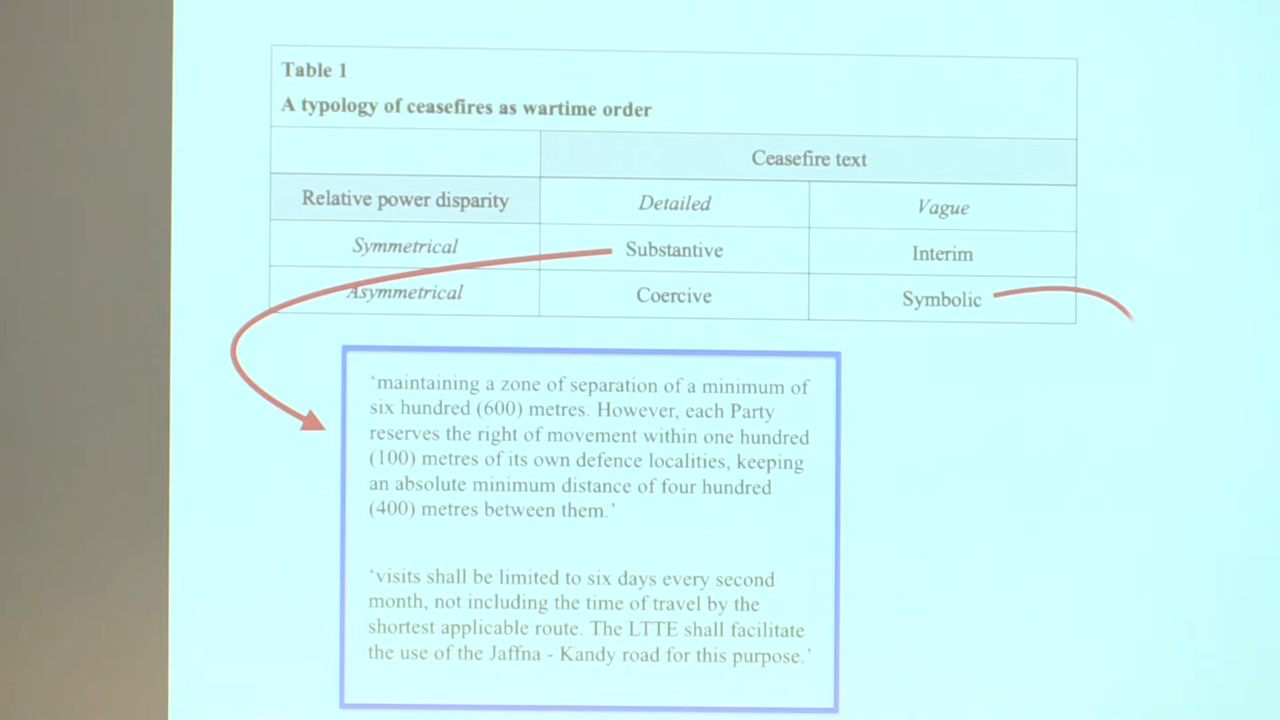 Table 1
A typology of ceasefires as wartime order
Ceasefire text
Relative power disparity
Detailed
Vague
Symmetrical
Substantive
Interim
Asymmetrical
Coercive
Symbolic
‘maintaining a zone of separation of a minimum of
six hundred (600) metres. However, each Party
reserves the right of movement within one hundred
(100) metres of its own defence localities, keeping
an absolute minimum distance of four hundred
(400) metres between them.’
‘visits shall be limited to six days every second
month, not including the time of travel by the
shortest applicable route. The LTTE shall facilitate
the use of the Jaffna - Kandy road for this purpose.’